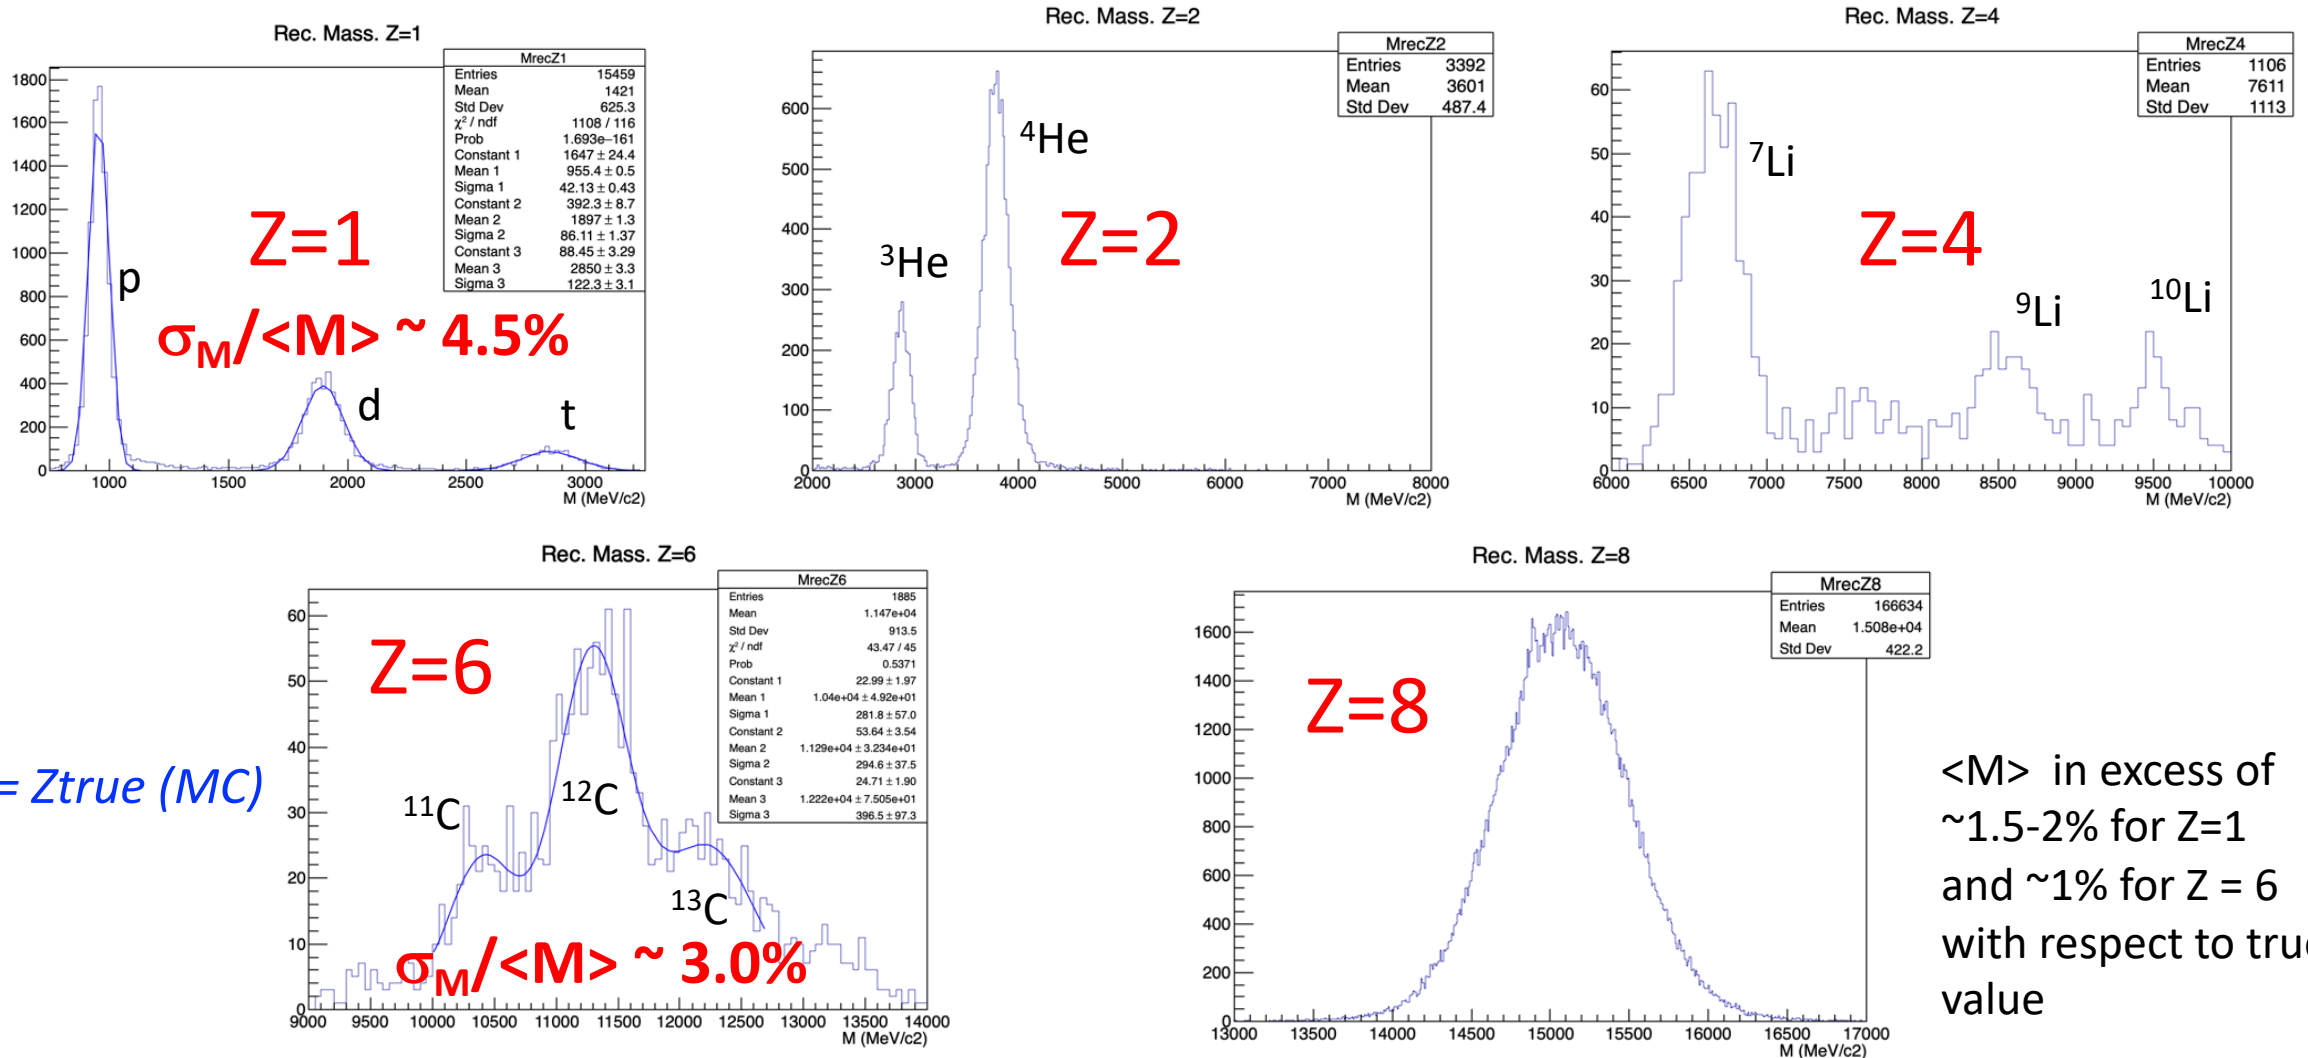 Rec. Mass. Z=1
MrecZ1
Entries 15459
Mean 1421
Std Dev 625.3
χ² / ndf 1108 / 116
Prob 1.693e−161
Constant 1 1647 ± 24.4
Mean 1 955.4 ± 0.5
Sigma 1 42.13 ± 0.43
Constant 2 392.3 ± 8.7
Mean 2 1897 ± 1.3
Sigma 2 86.11 ± 1.37
Constant 3 88.45 ± 3.29
Mean 3 2850 ± 3.3
Sigma 3 122.3 ± 3.1
1800
1600
1400
1200
1000
800
600
400
200
0
Z=1
p
σM/<M> ~ 4.5%
d
t
1000 1500 2000 2500 3000
M (MeV/c2)
Rec. Mass. Z=2
MrecZ2
Entries 3392
Mean 3601
Std Dev 487.4
600
500
400
300
200
100
0
⁴He
³He
Z=2
2000 3000 4000 5000 6000 7000 8000
M (MeV/c2)
Rec. Mass. Z=4
MrecZ4
Entries 1106
Mean 7611
Std Dev 1113
60
50
40
30
20
10
0
⁷Li
Z=4
⁹Li
¹⁰Li
6000 6500 7000 7500 8000 8500 9000 9500 10000
M (MeV/c2)
= Ztrue (MC)
Rec. Mass. Z=6
MrecZ6
Entries 1885
Mean 1.147e+04
Std Dev 913.5
χ² / ndf 43.47 / 45
Prob 0.5371
Constant 1 22.99 ± 1.97
Mean 1 1.04e+04 ± 4.92e+01
Sigma 1 281.8 ± 57.0
Constant 2 53.64 ± 3.54
Mean 2 1.129e+04 ± 3.234e+01
Sigma 2 294.6 ± 37.5
Constant 3 24.71 ± 1.90
Mean 3 1.222e+04 ± 7.505e+01
Sigma 3 396.5 ± 97.3
60
50
40
30
20
10
0
Z=6
¹¹C
¹²C
¹³C
σM/<M> ~ 3.0%
9000 9500 10000 10500 11000 11500 12000 12500 13000 13500 14000
M (MeV/c2)
Rec. Mass. Z=8
MrecZ8
Entries 166634
Mean 1.508e+04
Std Dev 422.2
1600
1400
1200
1000
800
600
400
200
0
Z=8
13000 13500 14000 14500 15000 15500 16000 16500 17000
M (MeV/c2)
<M> in excess of
~1.5-2% for Z=1
and ~1% for Z = 6
with respect to true
value